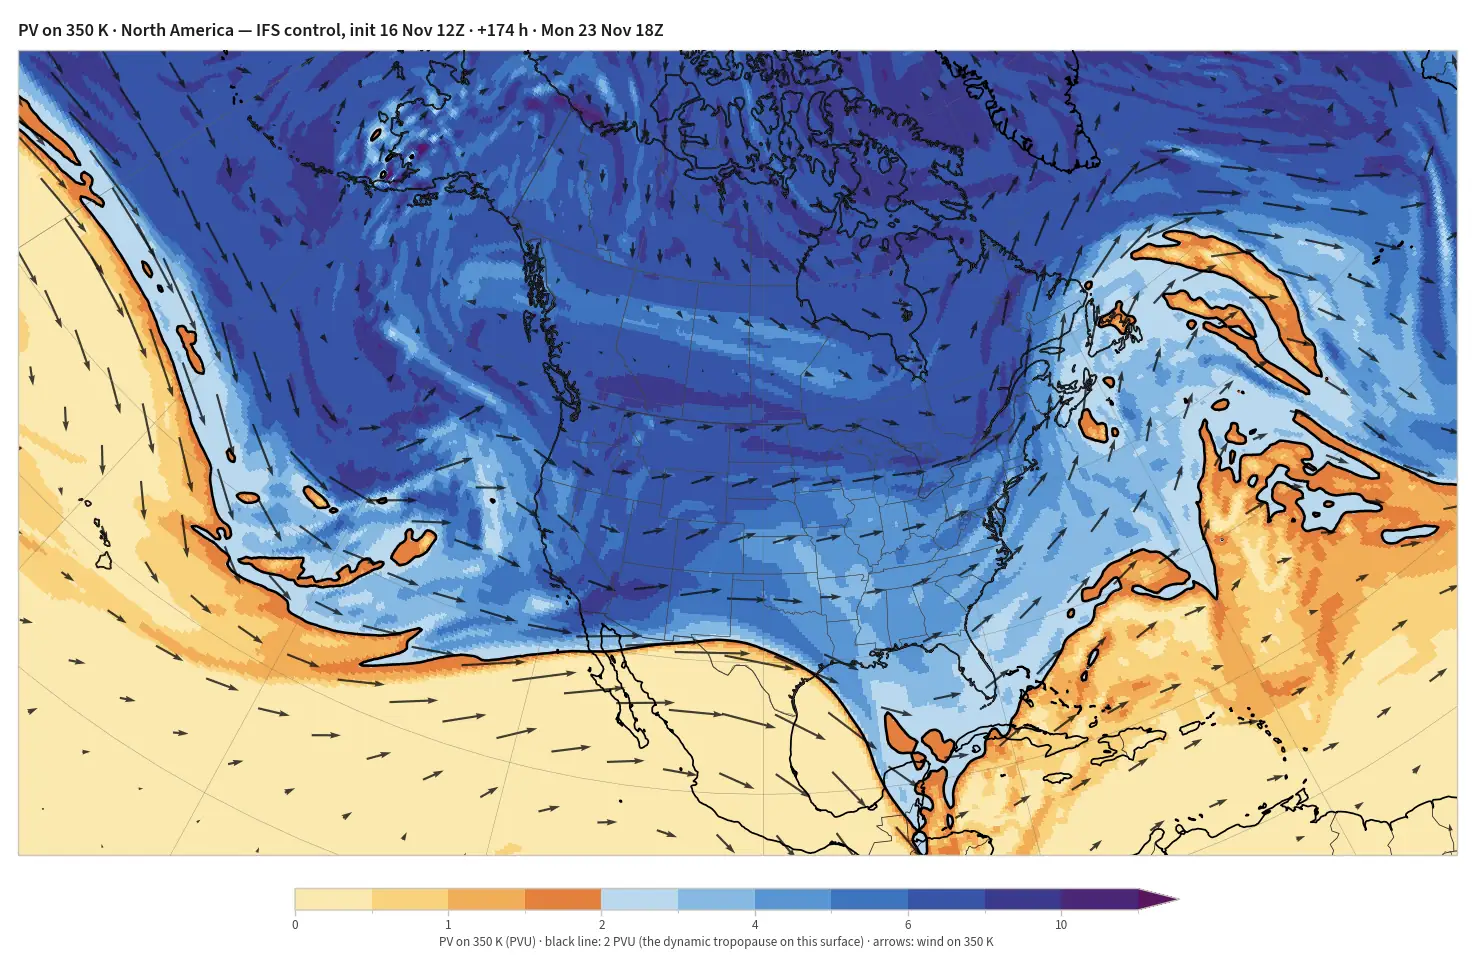 PV on 350 K · North America — IFS control, init 16 Nov 12Z · +174 h · Mon 23 Nov 18Z
0 1 2 4 6 10
PV on 350 K (PVU) · black line: 2 PVU (the dynamic tropopause on this surface) · arrows: wind on 350 K